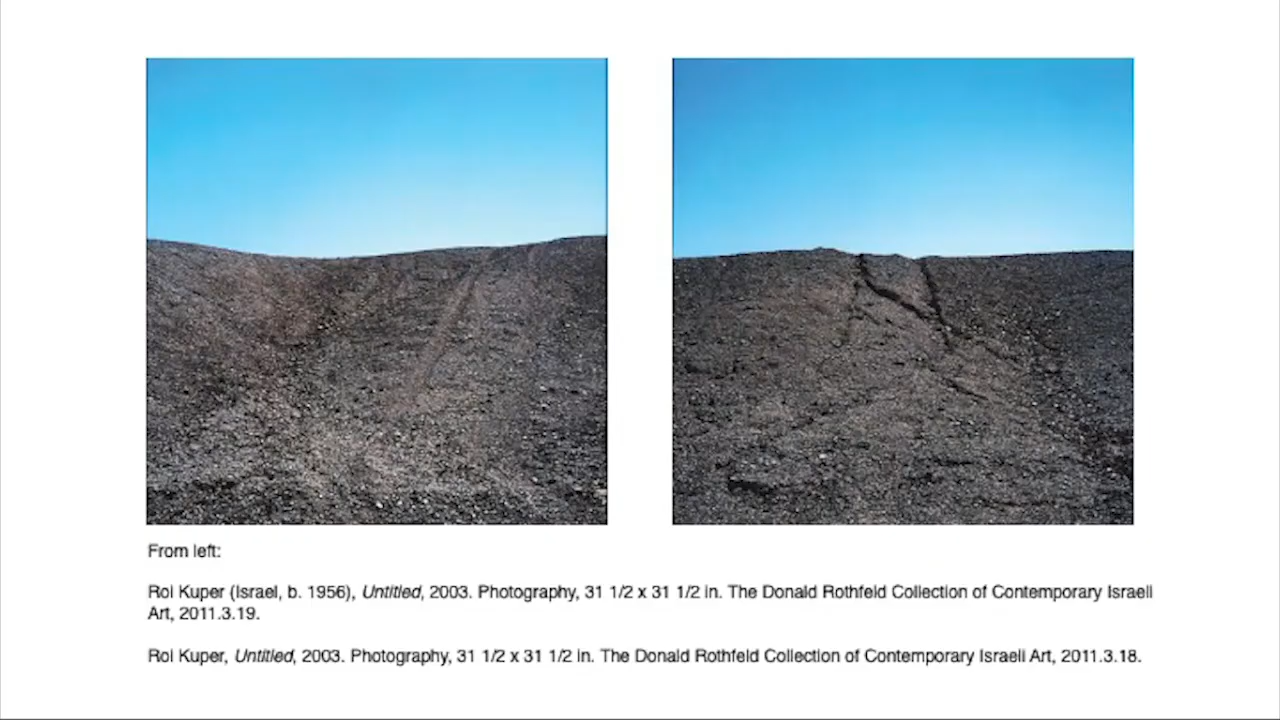 From left:
Roi Kuper (Israel, b. 1956), Untitled, 2003. Photography, 31 1/2 x 31 1/2 in. The Donald Rothfeld Collection of Contemporary Israeli
Art, 2011.3.19.
Roi Kuper, Untitled, 2003. Photography, 31 1/2 x 31 1/2 in. The Donald Rothfeld Collection of Contemporary Israeli Art, 2011.3.18.